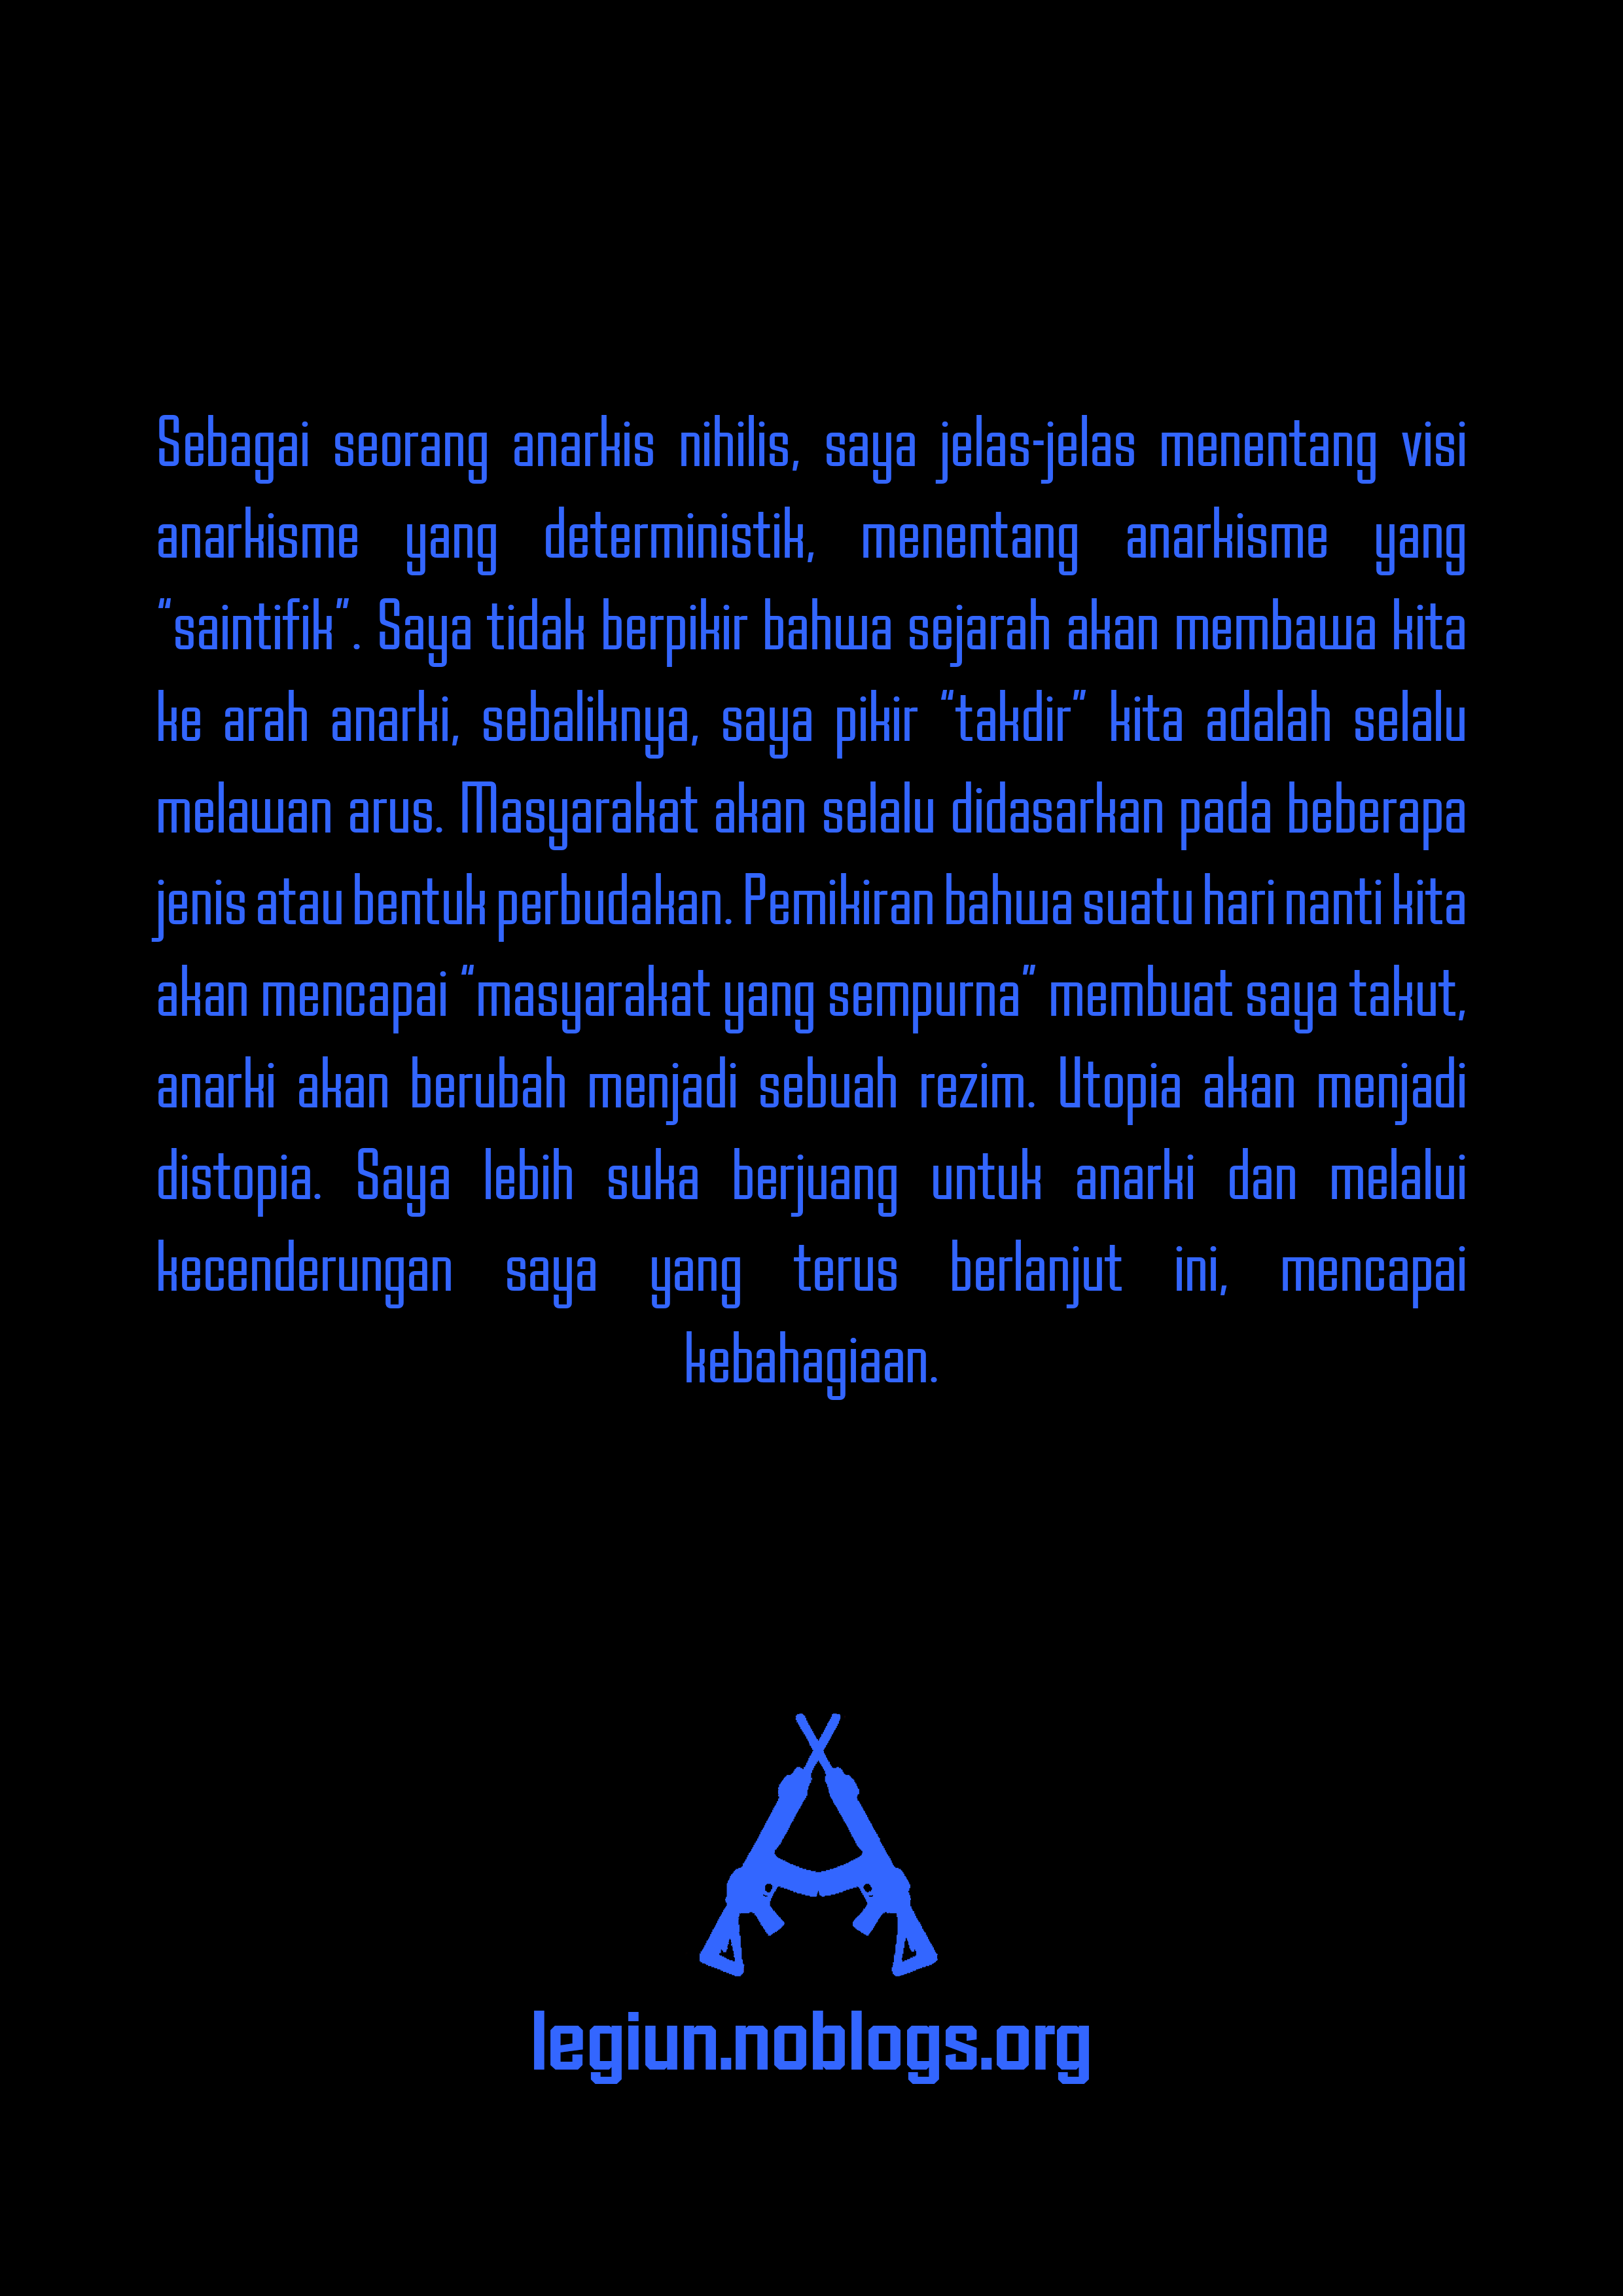 Sebagai seorang anarkis nihilis, saya jelas-jelas menentang visi
anarkisme yang deterministik, menentang anarkisme yang
“saintifik”. Saya tidak berpikir bahwa sejarah akan membawa kita
ke arah anarki, sebaliknya, saya pikir “takdir” kita adalah selalu
melawan arus. Masyarakat akan selalu didasarkan pada beberapa
jenis atau bentuk perbudakan. Pemikiran bahwa suatu hari nanti kita
akan mencapai “masyarakat yang sempurna” membuat saya takut,
anarki akan berubah menjadi sebuah rezim. Utopia akan menjadi
distopia. Saya lebih suka berjuang untuk anarki dan melalui
kecenderungan saya yang terus berlanjut ini, mencapai
kebahagiaan.
legiun.noblogs.org